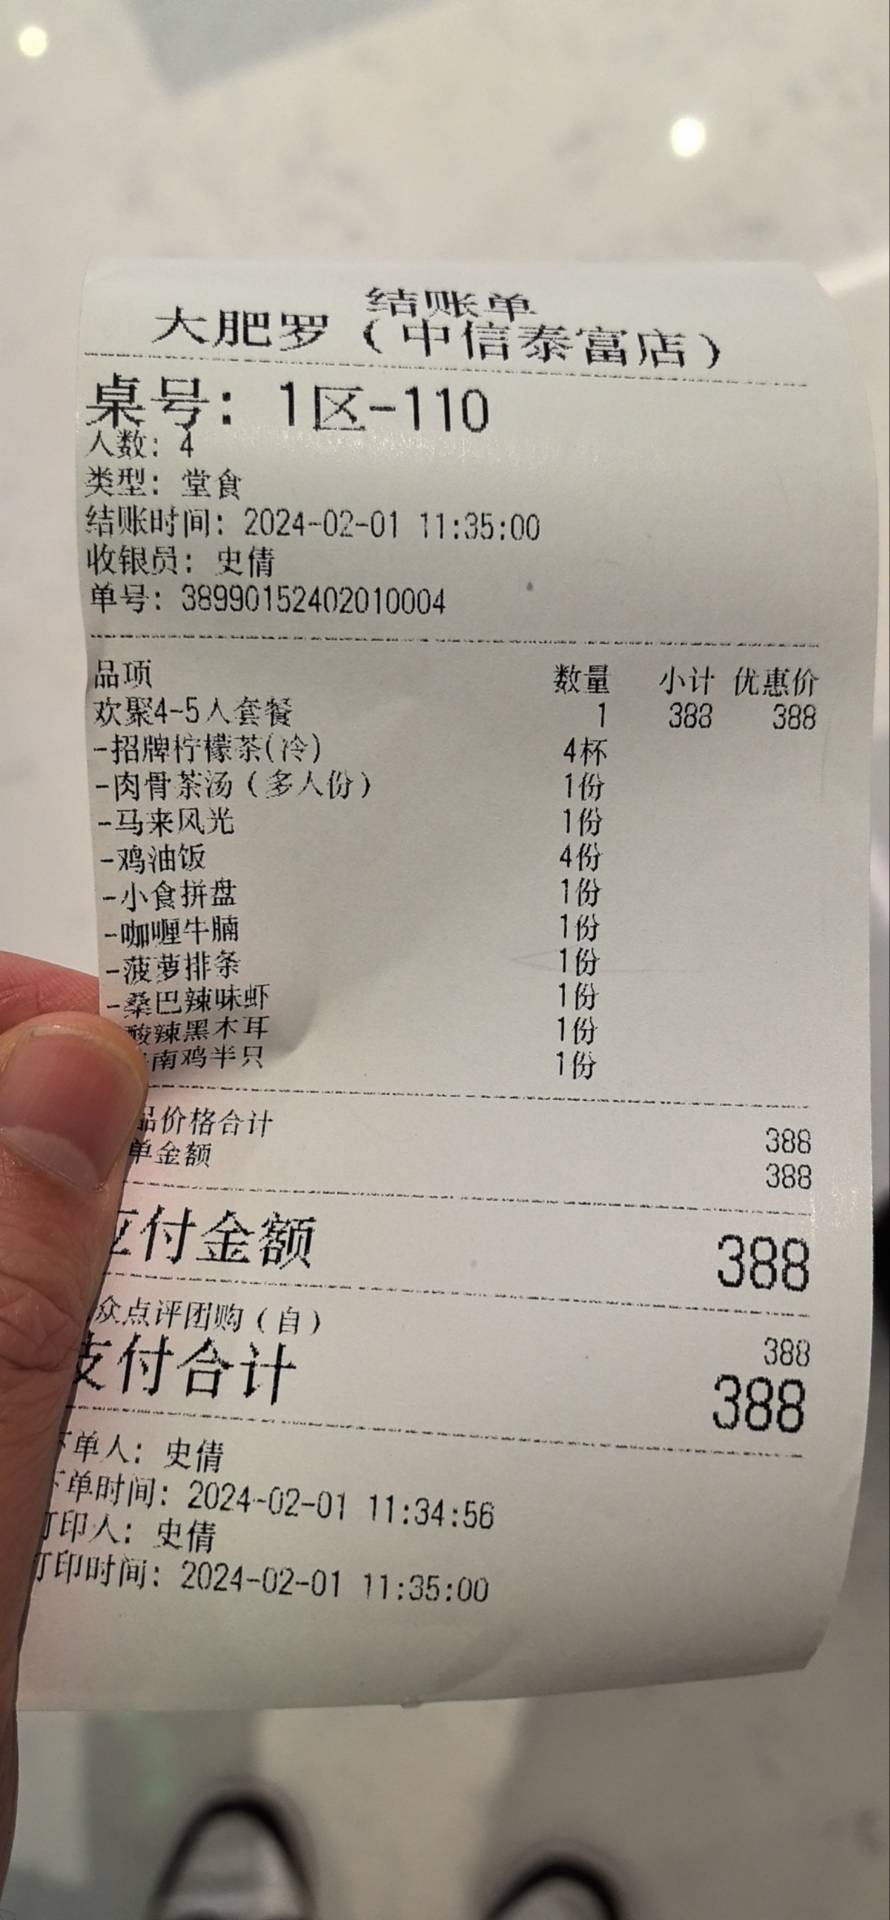 结账单
大肥罗（中信泰富店）
桌号：1区-110
人数：4
类型：堂食
结账时间：2024-02-01 11:35:00
收银员：史倩
单号：38990152402010004
品项 数量 小计 优惠价
欢聚4-5人套餐 1 388 388
-招牌柠檬茶(冷) 4杯
-肉骨茶汤（多人份） 1份
-马来风光 1份
-鸡油饭 4份
-小食拼盘 1份
-咖喱牛腩 1份
-菠萝排条 1份
-桑巴辣味虾 1份
酸辣黑木耳 1份
南鸡半只 1份
品价格合计 388
单金额 388
应付金额 388
众点评团购（自） 388
支付合计 388
下单人：史倩
下单时间：2024-02-01 11:34:56
打印人：史倩
打印时间：2024-02-01 11:35:00